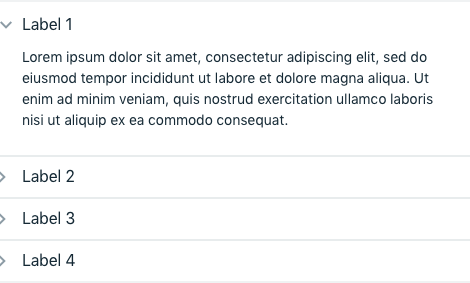 Label 1
Lorem ipsum dolor sit amet, consectetur adipiscing elit, sed do
eiusmod tempor incididunt ut labore et dolore magna aliqua. Ut
enim ad minim veniam, quis nostrud exercitation ullamco laboris
nisi ut aliquip ex ea commodo consequat.
Label 2
Label 3
Label 4